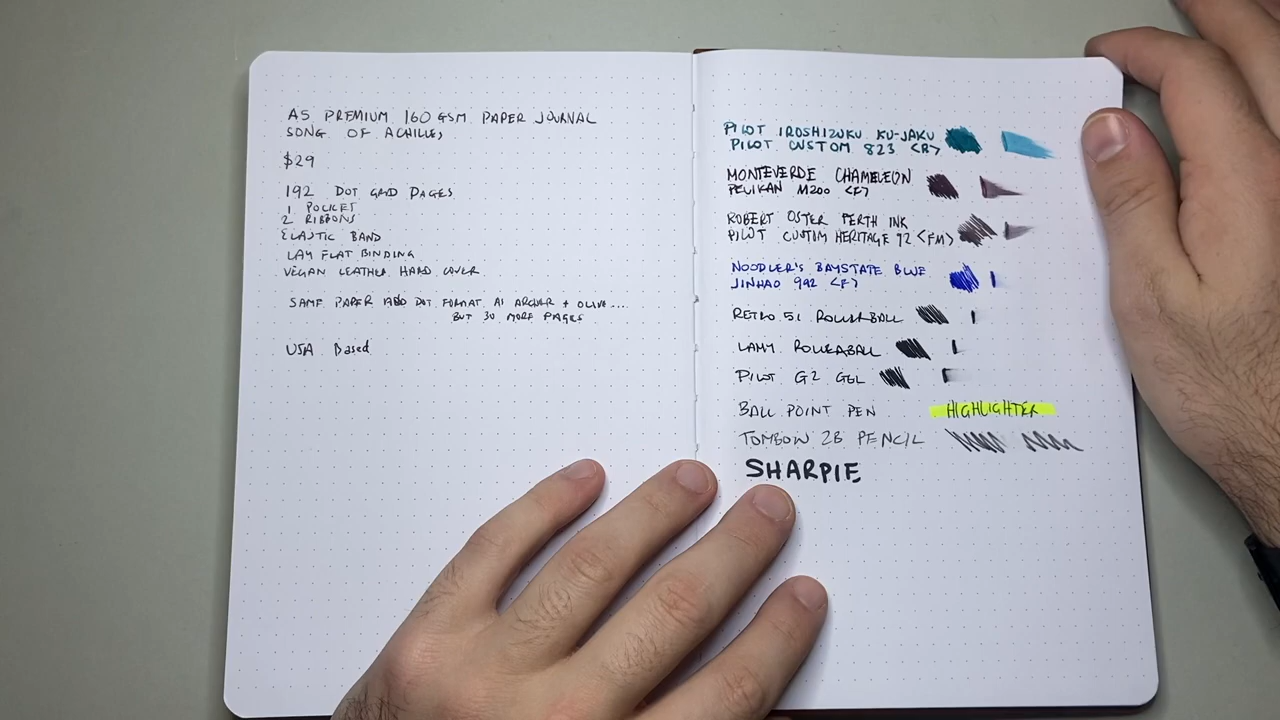 A5 PREMIUM 160 GSM PAPER JOURNAL
SONG OF ACHILLES
$29
192 DOT GRID PAGES
1 POCKET
2 RIBBONS
ELASTIC BAND
LAY FLAT BINDING
VEGAN LEATHER HARD COVER
SAME PAPER AND DOT FORMAT AS ARCHER + OLIVE...
BUT 30 MORE PAGES
USA Based
PILOT IROSHIZUKU KU-JAKU
PILOT CUSTOM 823 <B>
MONTEVERDE CHAMELEON
PELIKAN M200 <F>
ROBERT OSTER PERTH INK
PILOT CUSTOM HERITAGE 92 <FM>
NOODLER'S BAYSTATE BLUE
JINHAO 992 <F>
RETRO 51 ROLLERBALL
LAMY ROLLERBALL
PILOT G2 GEL
BALL POINT PEN HIGHLIGHTER
TOMBOW 2B PENCIL
SHARPIE